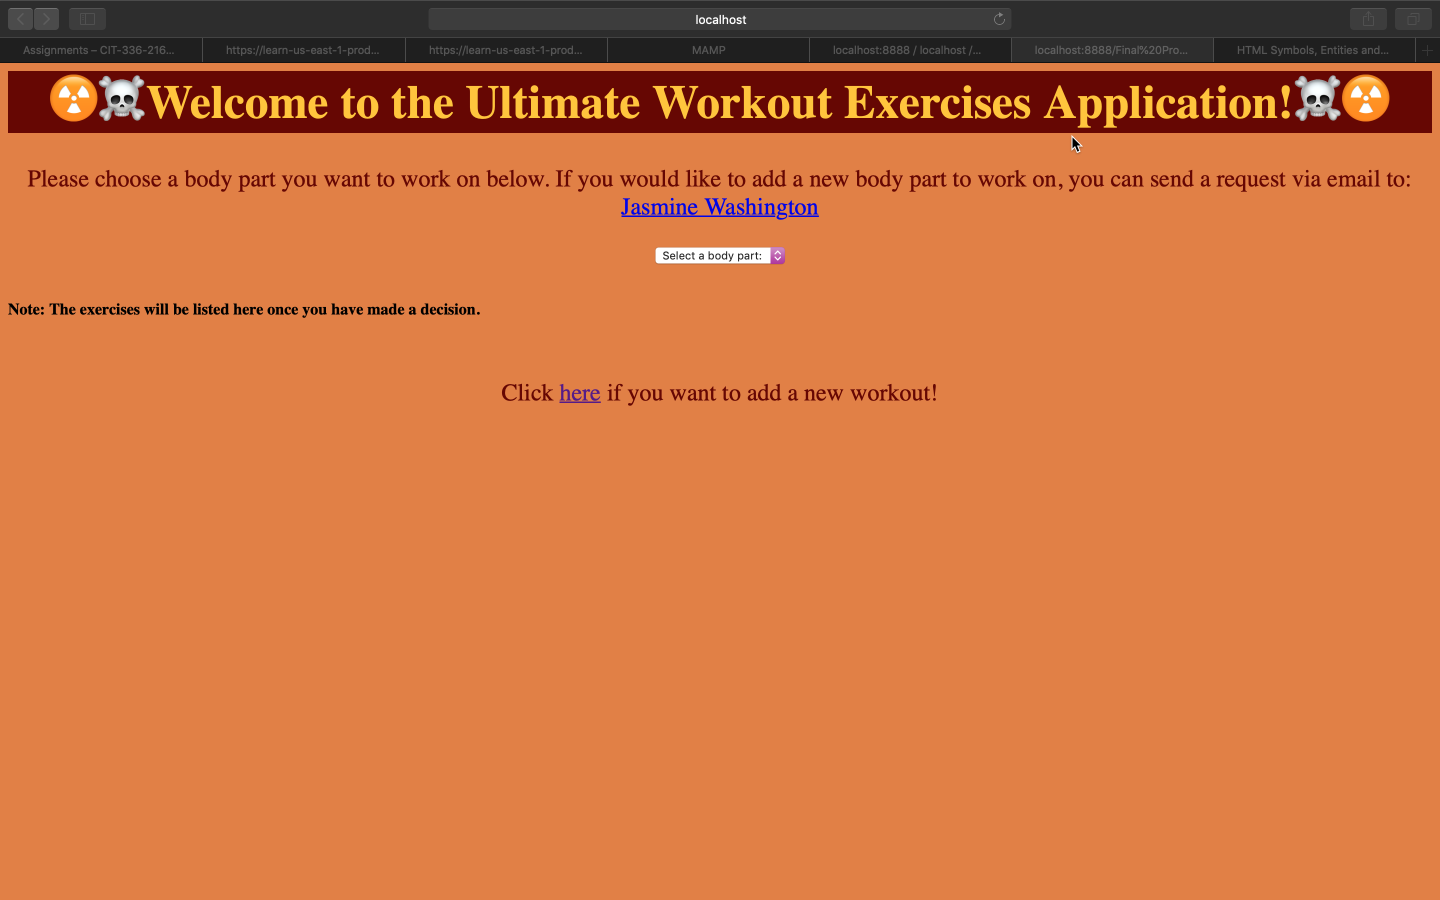 localhost
Assignments – CIT-336-216...
https://learn-us-east-1-prod...
https://learn-us-east-1-prod...
MAMP
localhost:8888 / localhost /...
localhost:8888/Final%20Pro...
HTML Symbols, Entities and...
☢️☠️Welcome to the Ultimate Workout Exercises Application!☠️☢️
Please choose a body part you want to work on below. If you would like to add a new body part to work on, you can send a request via email to:
Jasmine Washington
Select a body part:
Note: The exercises will be listed here once you have made a decision.
Click here if you want to add a new workout!